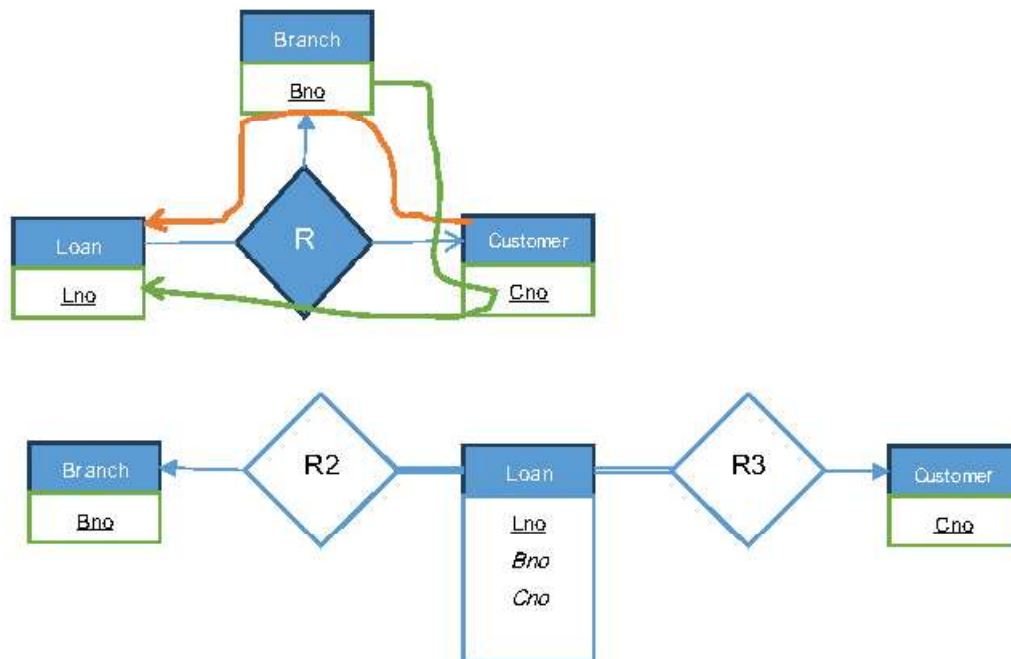 Branch
Bno
Loan
Lno
R
Customer
Cno
Branch
Bno
R2
Loan
Lno
Bno
Cno
R3
Customer
Cno